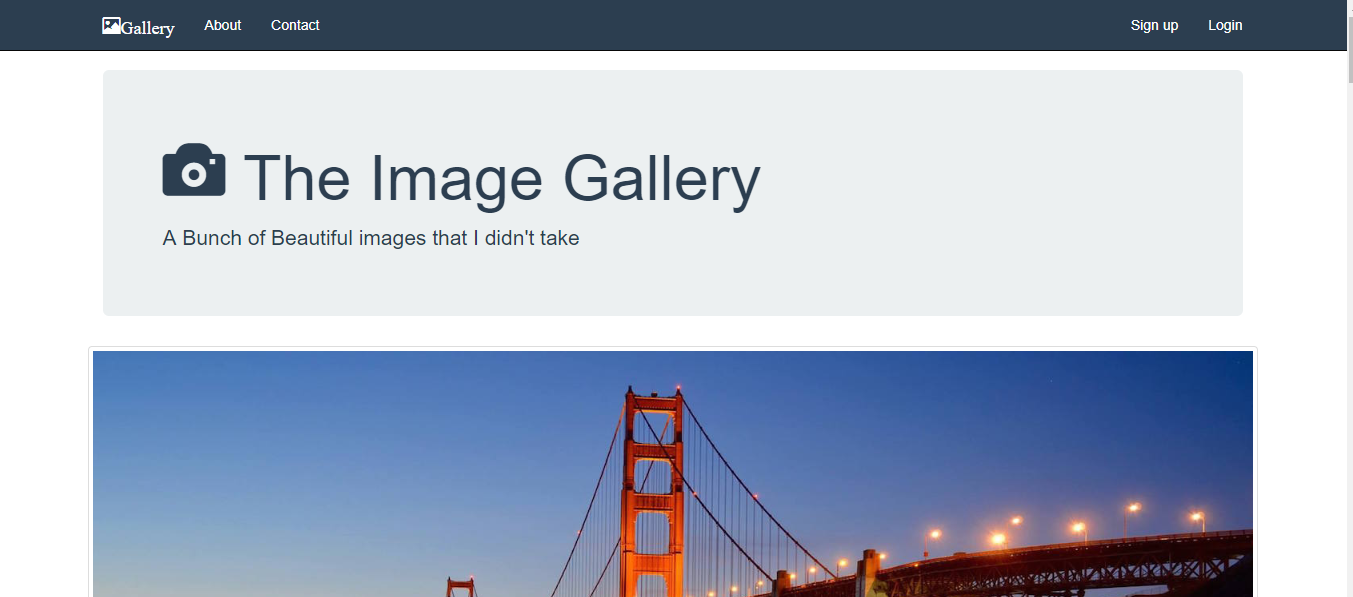 Gallery About Contact Sign up Login
The Image Gallery
A Bunch of Beautiful images that I didn't take